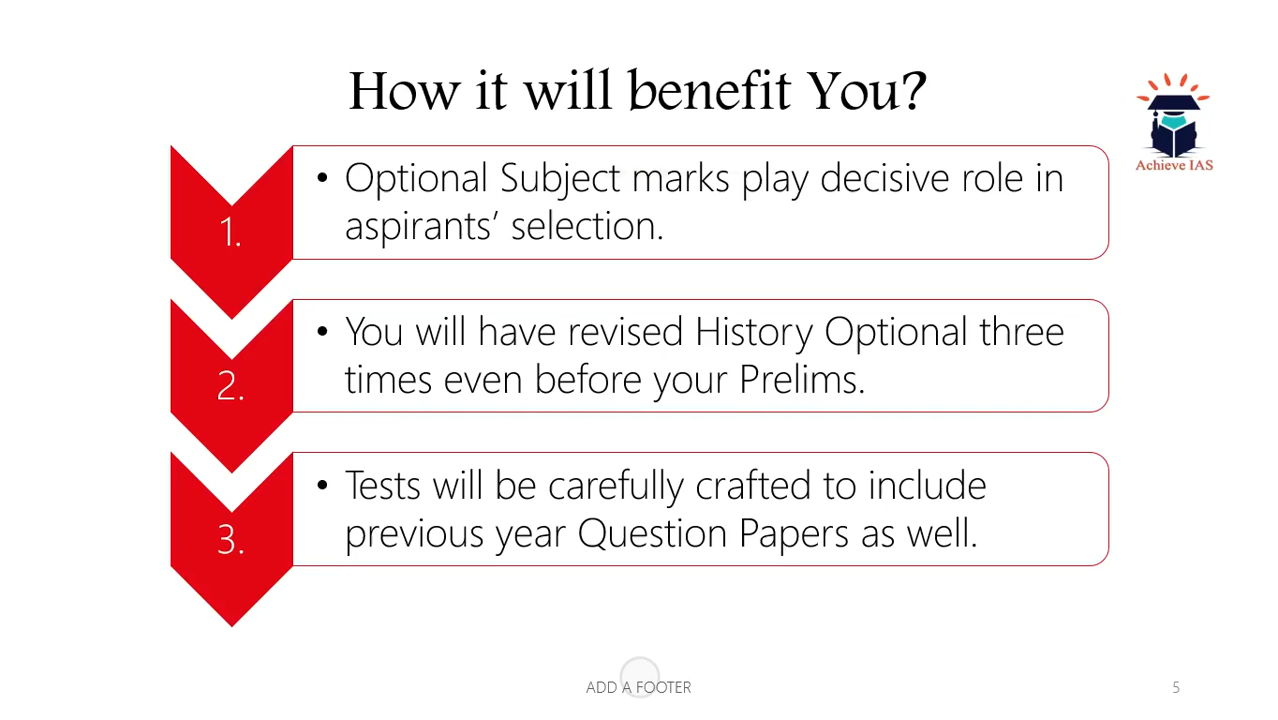 How it will benefit You?
Achieve IAS
1.
• Optional Subject marks play decisive role in
aspirants’ selection.
2.
• You will have revised History Optional three
times even before your Prelims.
3.
• Tests will be carefully crafted to include
previous year Question Papers as well.
ADD A FOOTER
5